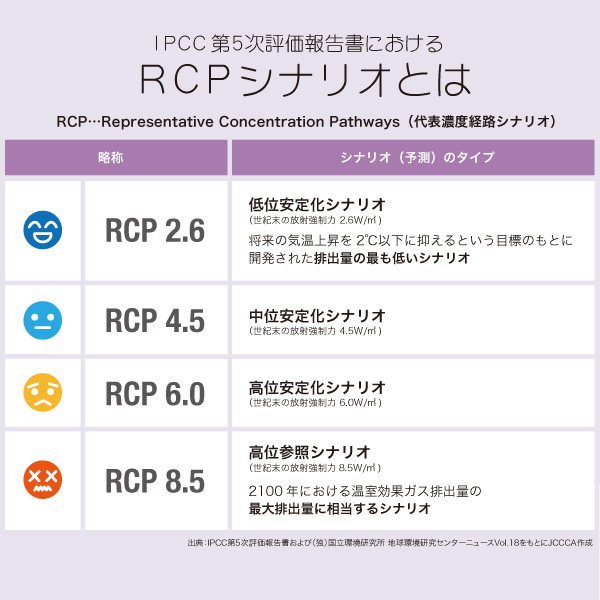 IPCC 第5次評価報告書における
RCPシナリオとは
RCP…Representative Concentration Pathways（代表濃度経路シナリオ）
略称
シナリオ（予測）のタイプ
RCP 2.6
低位安定化シナリオ
（世紀末の放射強制力 2.6W/㎡）
将来の気温上昇を 2℃以下に抑えるという目標のもとに
開発された排出量の最も低いシナリオ
RCP 4.5
中位安定化シナリオ
（世紀末の放射強制力 4.5W/㎡）
RCP 6.0
高位安定化シナリオ
（世紀末の放射強制力 6.0W/㎡）
RCP 8.5
高位参照シナリオ
（世紀末の放射強制力 8.5W/㎡）
2100 年における温室効果ガス排出量の
最大排出量に相当するシナリオ
出典：IPCC第5次評価報告書および（独）国立環境研究所 地球環境研究センターニュースVol.18をもとにJCCCA作成